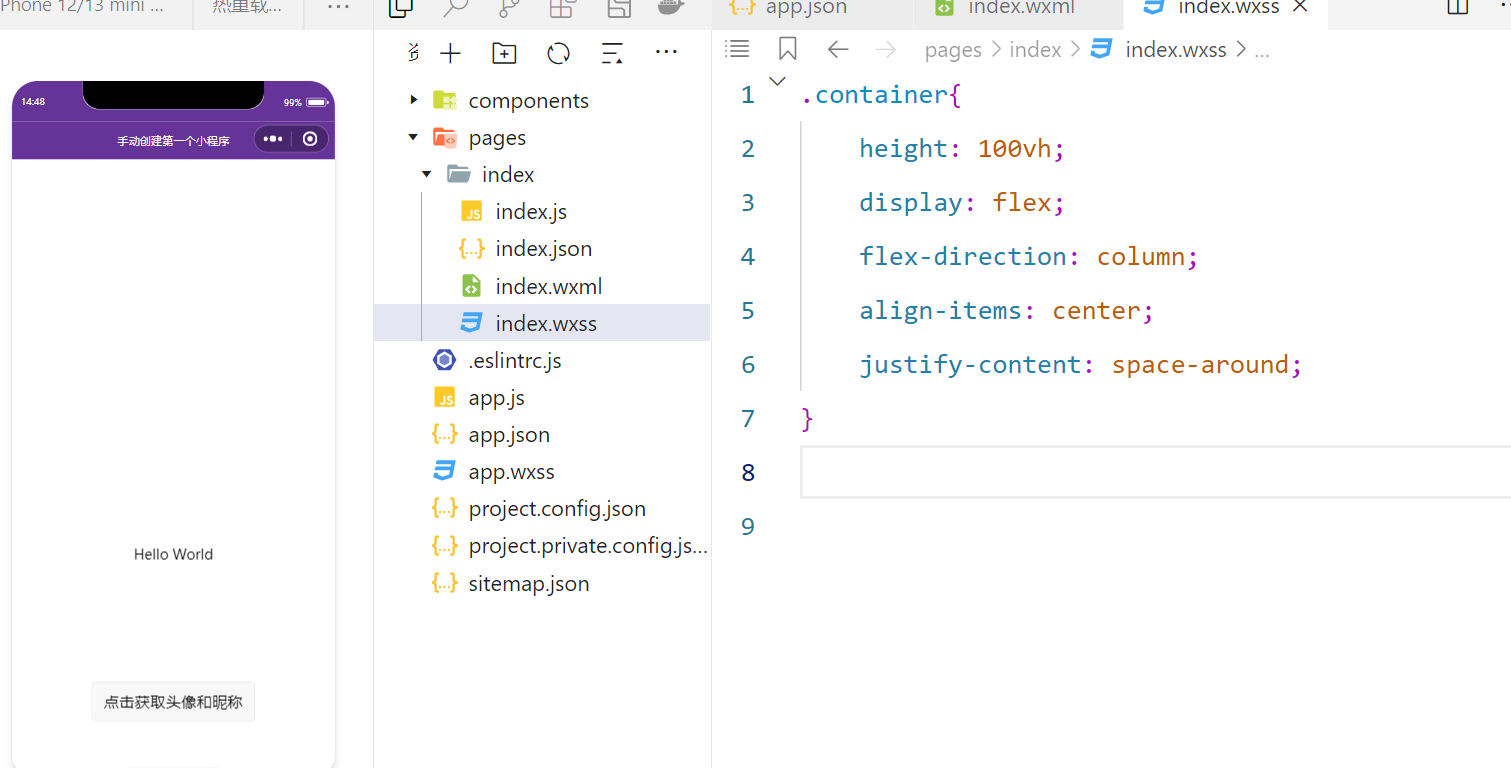 Phone 12/13 mini ...
热重载...
app.json
index.wxml
index.wxss
pages > index > index.wxss > ...
14:48
99%
手动创建第一个小程序
Hello World
点击获取头像和昵称
components
pages
index
index.js
index.json
index.wxml
index.wxss
.eslintrc.js
app.js
app.json
app.wxss
project.config.json
project.private.config.js...
sitemap.json
1 .container{
2 height: 100vh;
3 display: flex;
4 flex-direction: column;
5 align-items: center;
6 justify-content: space-around;
7 }
8
9